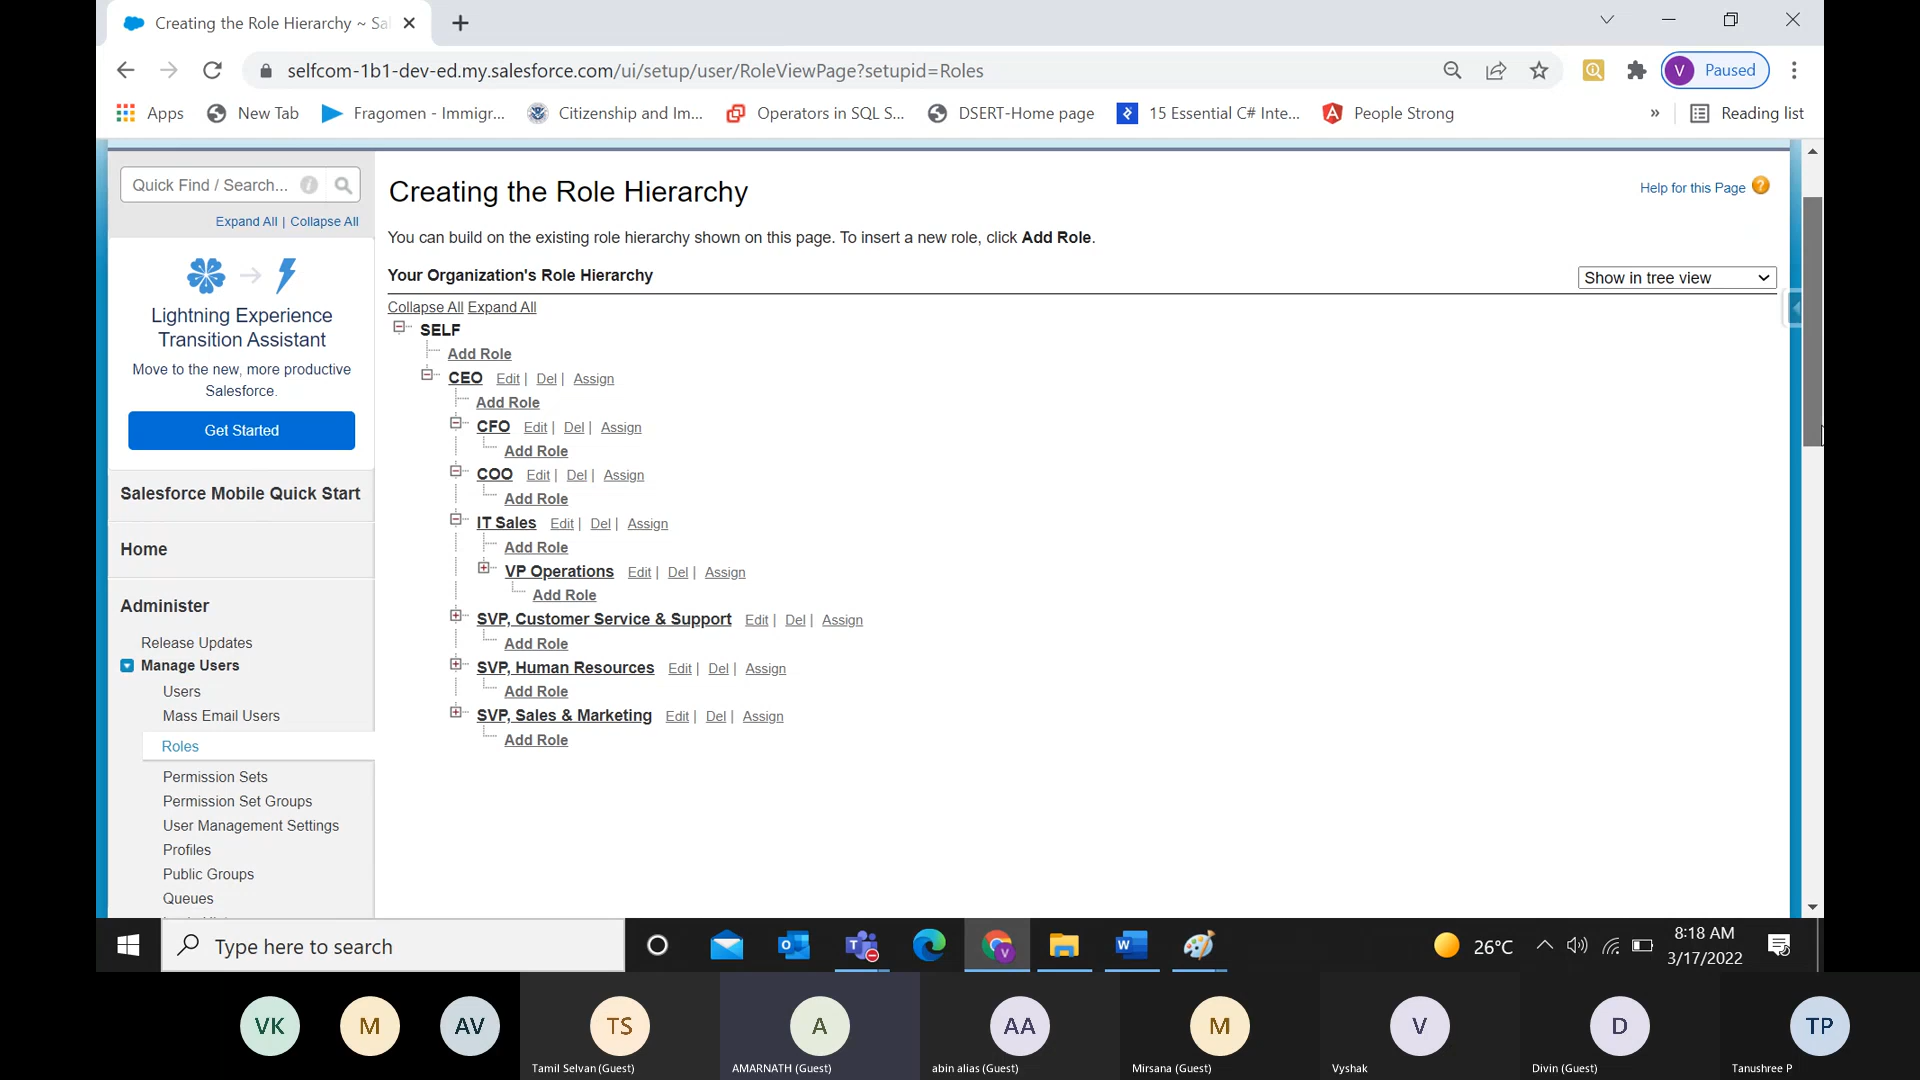 Creating the Role Hierarchy ~ Sal
selfcom-1b1-dev-ed.my.salesforce.com/ui/setup/user/RoleViewPage?setupid=Roles
V Paused
Apps New Tab Fragomen - Immigr... Citizenship and Im... Operators in SQL S... DSERT-Home page 15 Essential C# Inte... People Strong » Reading list
Quick Find / Search...
Expand All | Collapse All
Lightning Experience
Transition Assistant
Move to the new, more productive
Salesforce.
Get Started
Salesforce Mobile Quick Start
Home
Administer
Release Updates
Manage Users
Users
Mass Email Users
Roles
Permission Sets
Permission Set Groups
User Management Settings
Profiles
Public Groups
Queues
Creating the Role Hierarchy
Help for this Page ?
You can build on the existing role hierarchy shown on this page. To insert a new role, click Add Role.
Your Organization's Role Hierarchy
Show in tree view
Collapse All Expand All
SELF
Add Role
CEO Edit | Del | Assign
Add Role
CFO Edit | Del | Assign
Add Role
COO Edit | Del | Assign
Add Role
IT Sales Edit | Del | Assign
Add Role
VP Operations Edit | Del | Assign
Add Role
SVP, Customer Service & Support Edit | Del | Assign
Add Role
SVP, Human Resources Edit | Del | Assign
Add Role
SVP, Sales & Marketing Edit | Del | Assign
Add Role
Type here to search
26°C
8:18 AM
3/17/2022
VK M AV TS A AA M V D TP
Tamil Selvan (Guest) AMARNATH (Guest) abin alias (Guest) Mirsana (Guest) Vyshak Divin (Guest) Tanushree P